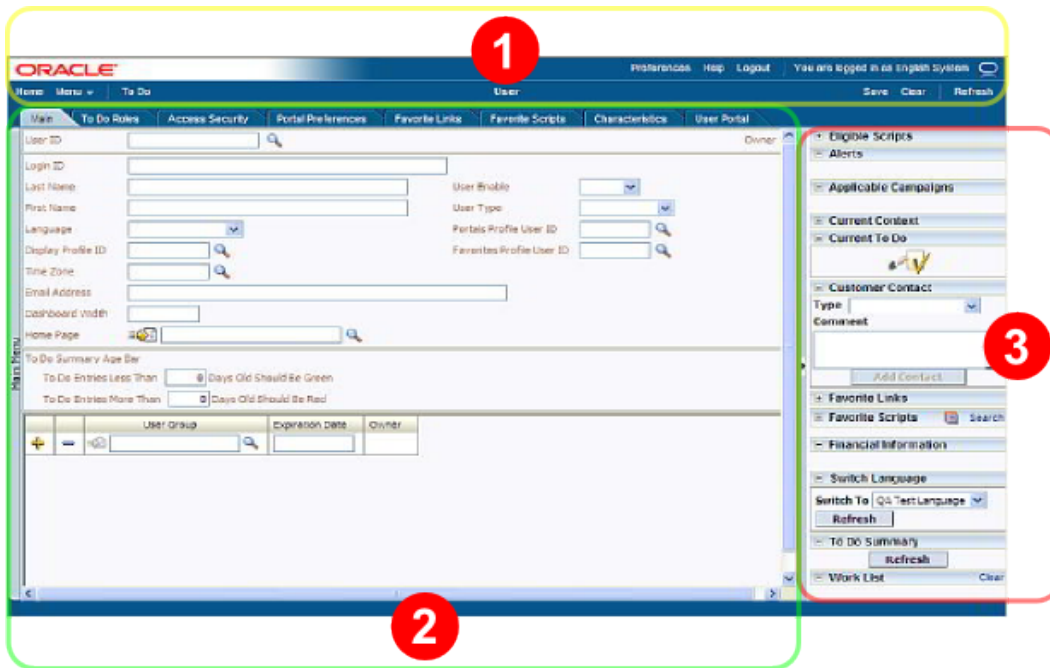 1
ORACLE
Preferences Help Logout You are logged in as English System
Home Menu To Do User Save Clear Refresh
Main To Do Roles Access Security Portal Preferences Favorite Links Favorite Scripts Characteristics User Portal
User ID Owner
Login ID
Last Name User Enable
First Name User Type
Language Portals Profile User ID
Display Profile ID Favorites Profile User ID
Time Zone
Email Address
Dashboard Width
Home Page
Main Menu
To Do Summary Age Bar
To Do Entries Less Than 0 Days Old Should Be Green
To Do Entries More Than 0 Days Old Should Be Red
User Group Expiration Date Owner
2
Eligible Scripts
Alerts
Applicable Campaigns
Current Context
Current To Do
Customer Contact
Type
Comment
3
Add Contact
Favorite Links
Favorite Scripts Search
Financial Information
Switch Language
Switch To QA Test Language
Refresh
To Do Summary
Refresh
Work List Clear